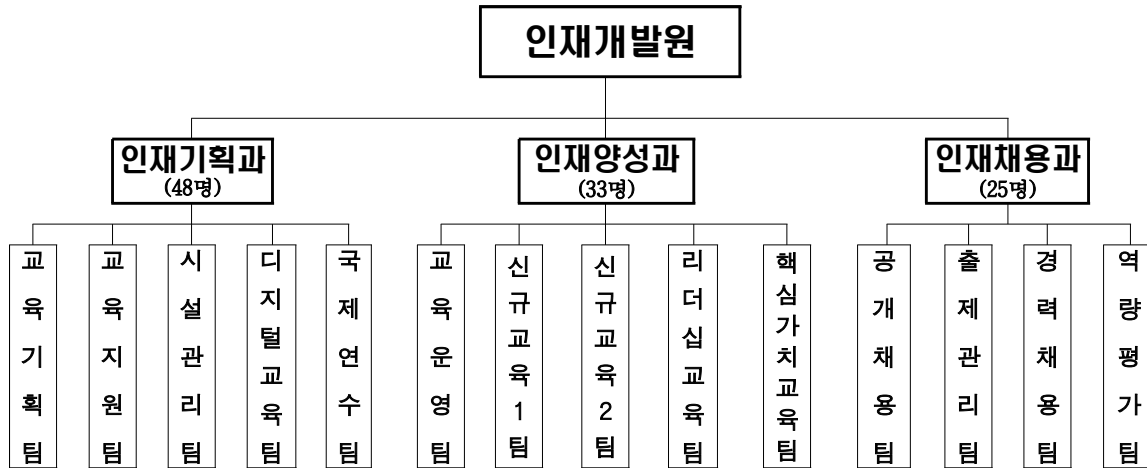 인재개발원
인재기획과
(48명)
인재양성과
(33명)
인재채용과
(25명)
교육기획팀
교육지원팀
시설관리팀
디지털교육팀
국제연수팀
교육운영팀
신규교육1팀
신규교육2팀
리더십교육팀
핵심가치교육팀
공개채용팀
출제관리팀
경력채용팀
역량평가팀